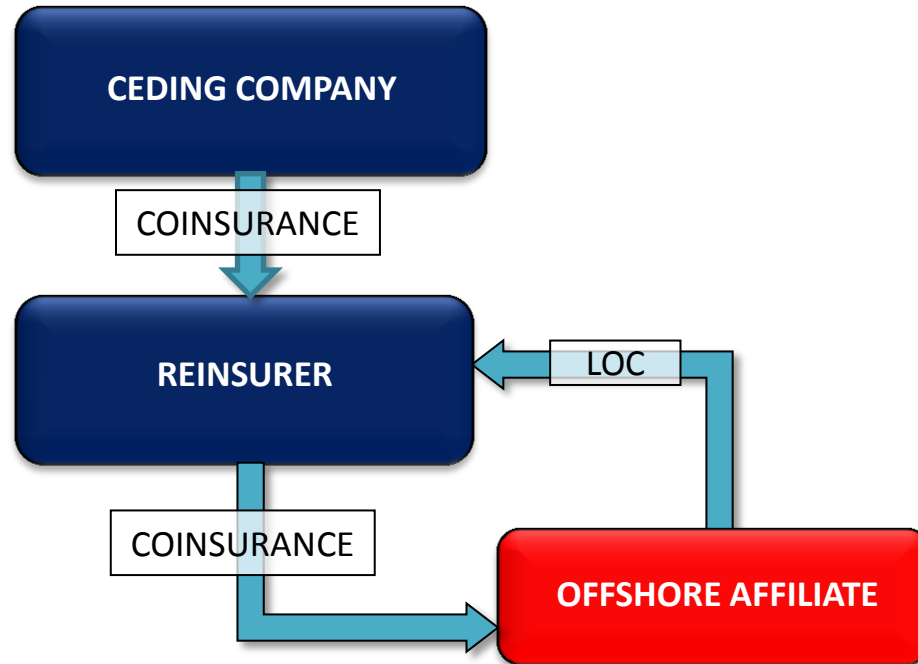 CEDING COMPANY
COINSURANCE
REINSURER
LOC
COINSURANCE
OFFSHORE AFFILIATE